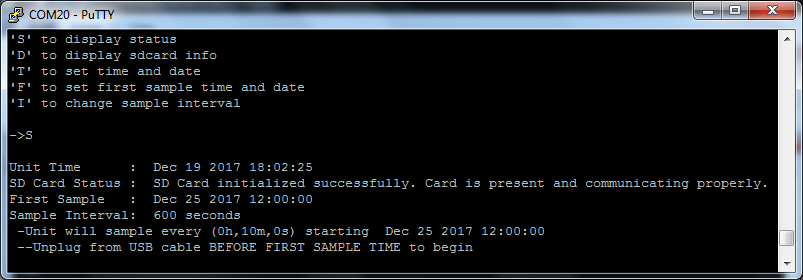 COM20 - PuTTY
'S' to display status
'D' to display sdcard info
'T' to set time and date
'F' to set first sample time and date
'I' to change sample interval
->S
Unit Time      :  Dec 19 2017 18:02:25
SD Card Status :  SD Card initialized successfully. Card is present and communicating properly.
First Sample   :  Dec 25 2017 12:00:00
Sample Interval:  600 seconds
 -Unit will sample every (0h,10m,0s) starting  Dec 25 2017 12:00:00
 --Unplug from USB cable BEFORE FIRST SAMPLE TIME to begin